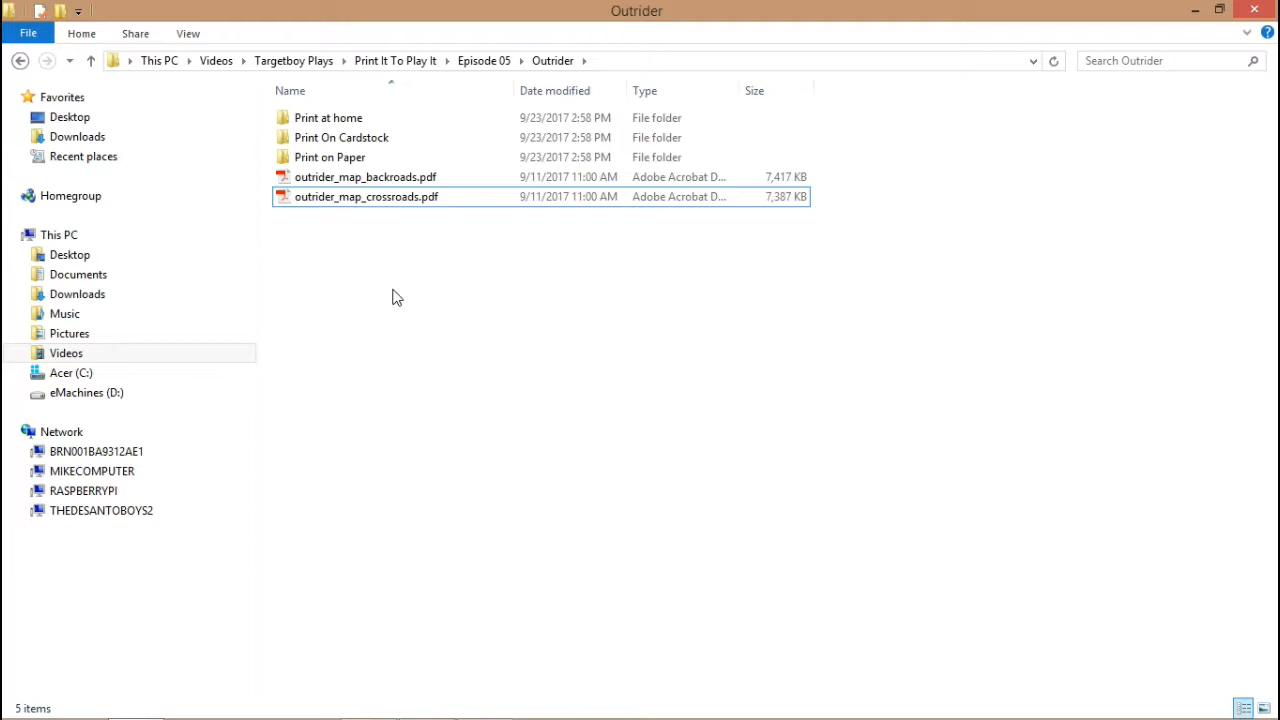 Outrider
File Home Share View
This PC Videos Targetboy Plays Print It To Play It Episode 05 Outrider Search Outrider
Name Date modified Type Size
Favorites
Desktop
Downloads
Recent places
Homegroup
This PC
Desktop
Documents
Downloads
Music
Pictures
Videos
Acer (C:)
eMachines (D:)
Network
BRN001BA9312AE1
MIKECOMPUTER
RASPBERRYPI
THEDESANTOBOYS2
Print at home 9/23/2017 2:58 PM File folder
Print On Cardstock 9/23/2017 2:58 PM File folder
Print on Paper 9/23/2017 2:58 PM File folder
outrider_map_backroads.pdf 9/11/2017 11:00 AM Adobe Acrobat D... 7,417 KB
outrider_map_crossroads.pdf 9/11/2017 11:00 AM Adobe Acrobat D... 7,387 KB
5 items